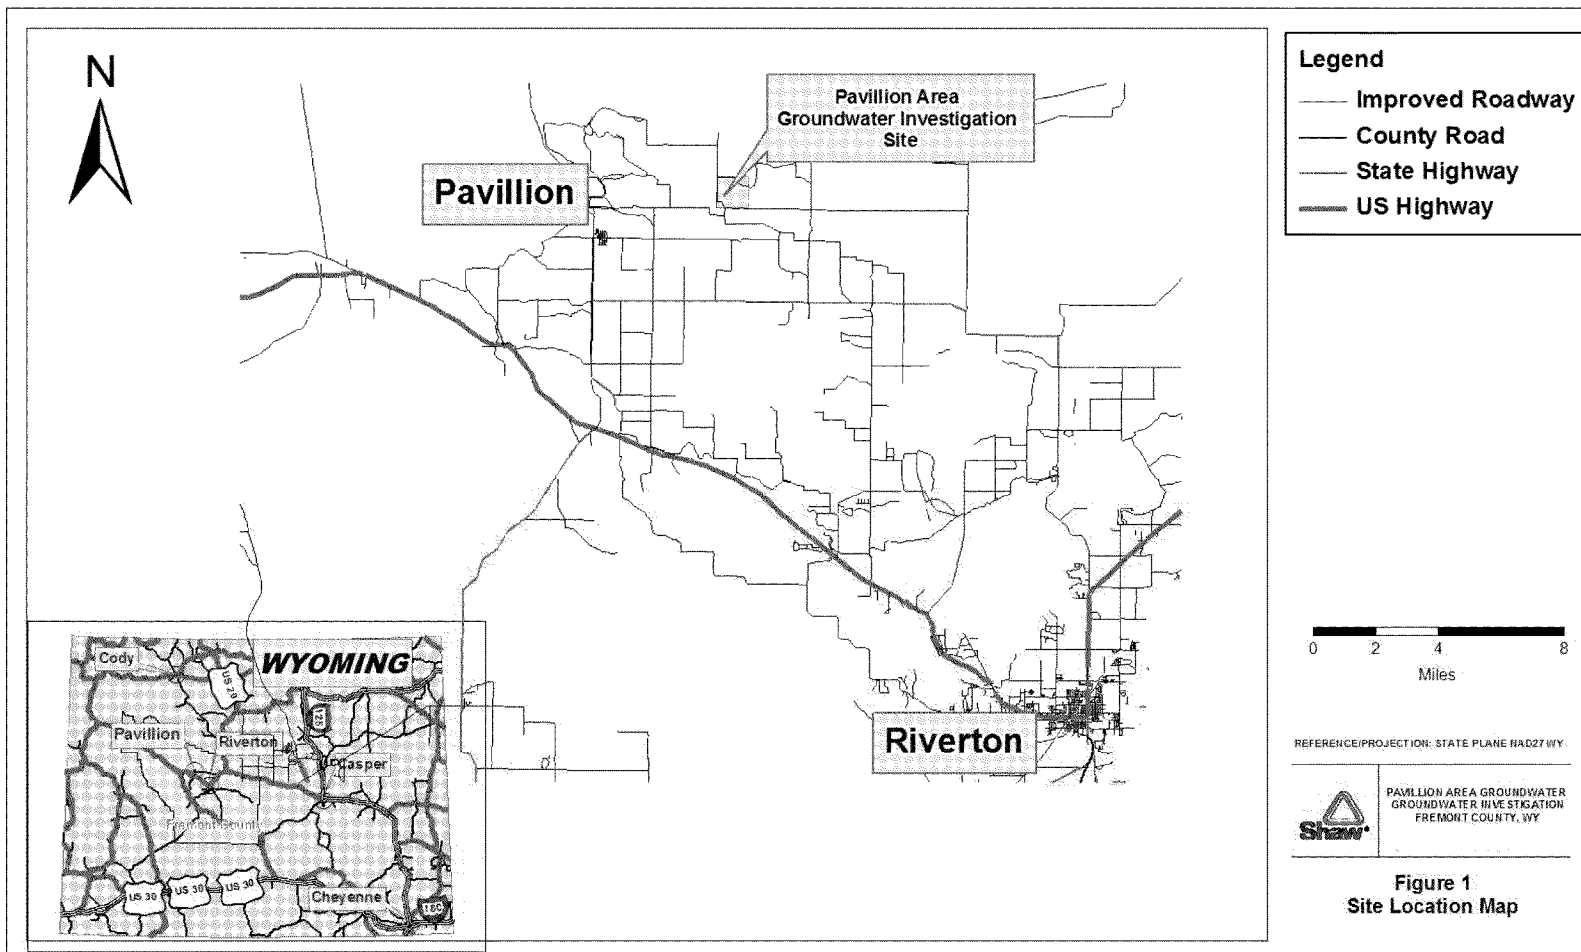 N
Pavillion Area
Groundwater Investigation
Site
Pavillion
Riverton
WYOMING
Cody
US 20
Pavillion
Riverton
Casper
Fremont County
US 30
US 30
US 30
Cheyenne
Legend
Improved Roadway
County Road
State Highway
US Highway
0 2 4 8
Miles
REFERENCE/PROJECTION: STATE PLANE NAD27 WY
Shaw
PAVILLION AREA GROUNDWATER
GROUNDWATER INVESTIGATION
FREMONT COUNTY, WY
Figure 1
Site Location Map